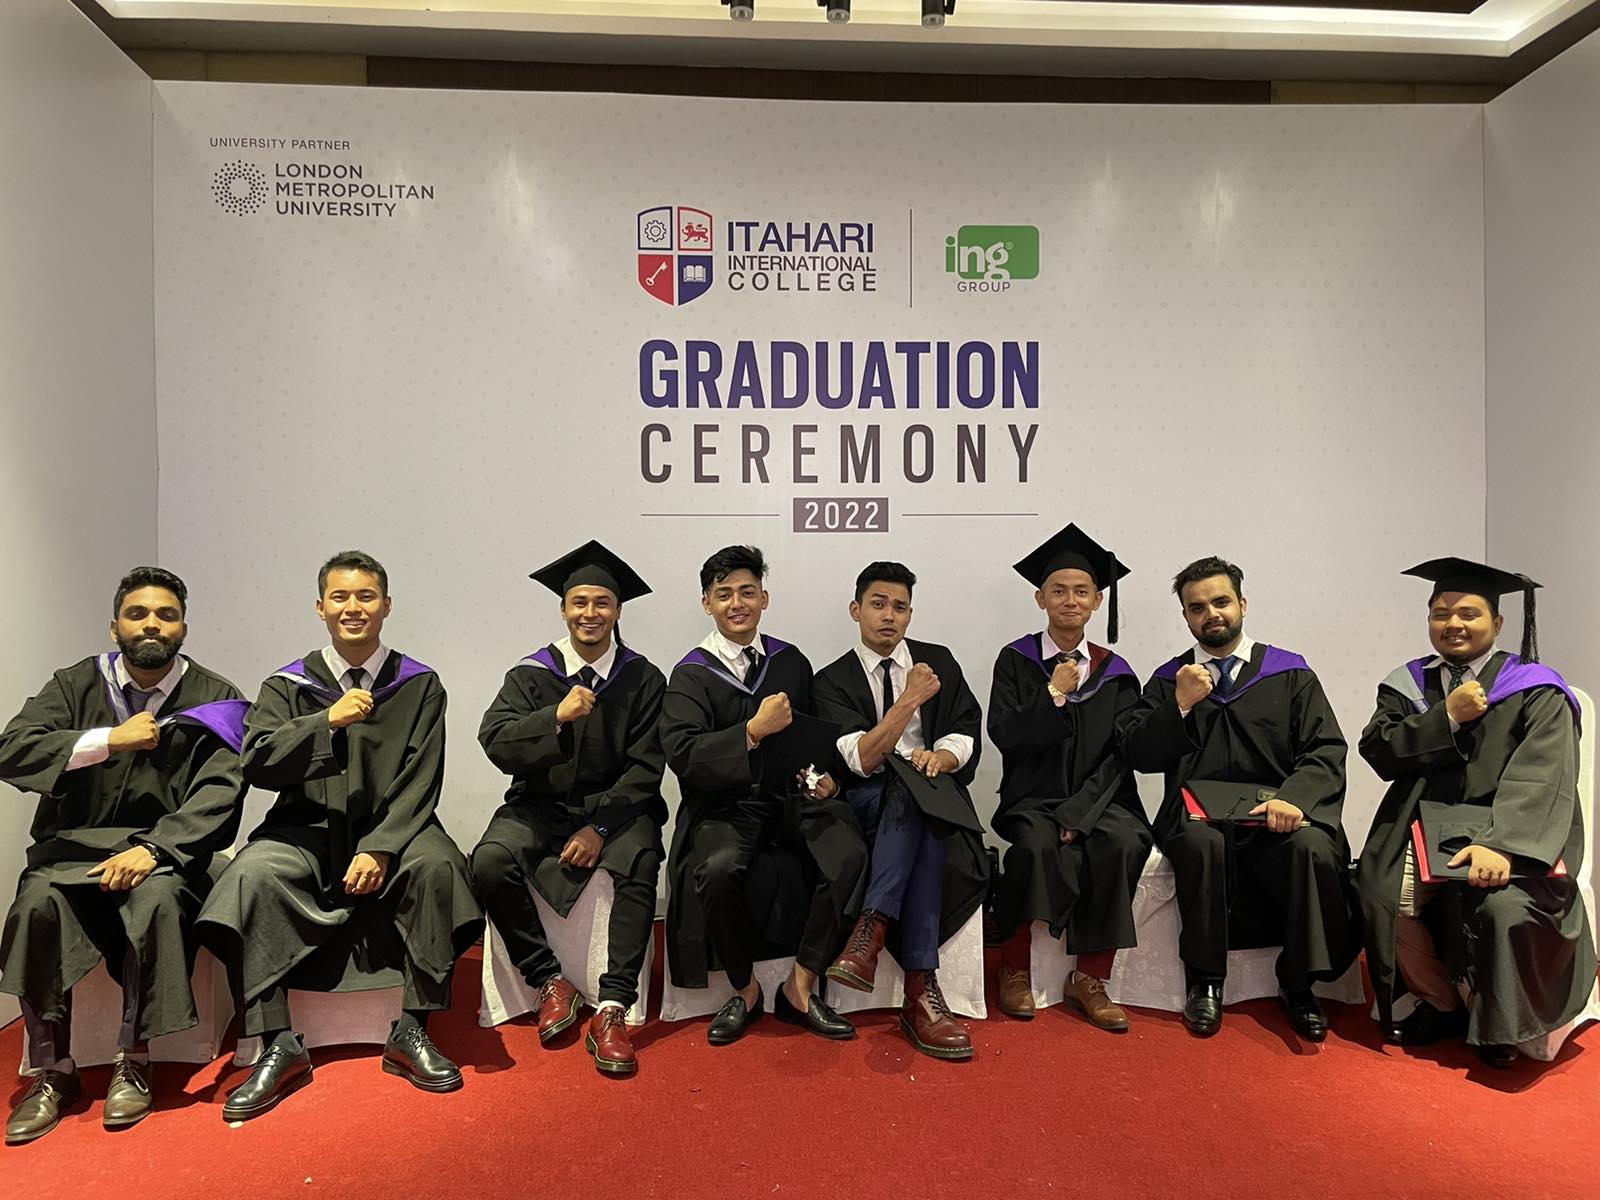 UNIVERSITY PARTNER
LONDON
METROPOLITAN
UNIVERSITY
ITAHARI
INTERNATIONAL
COLLEGE
ing®
GROUP
GRADUATION
CEREMONY
2022